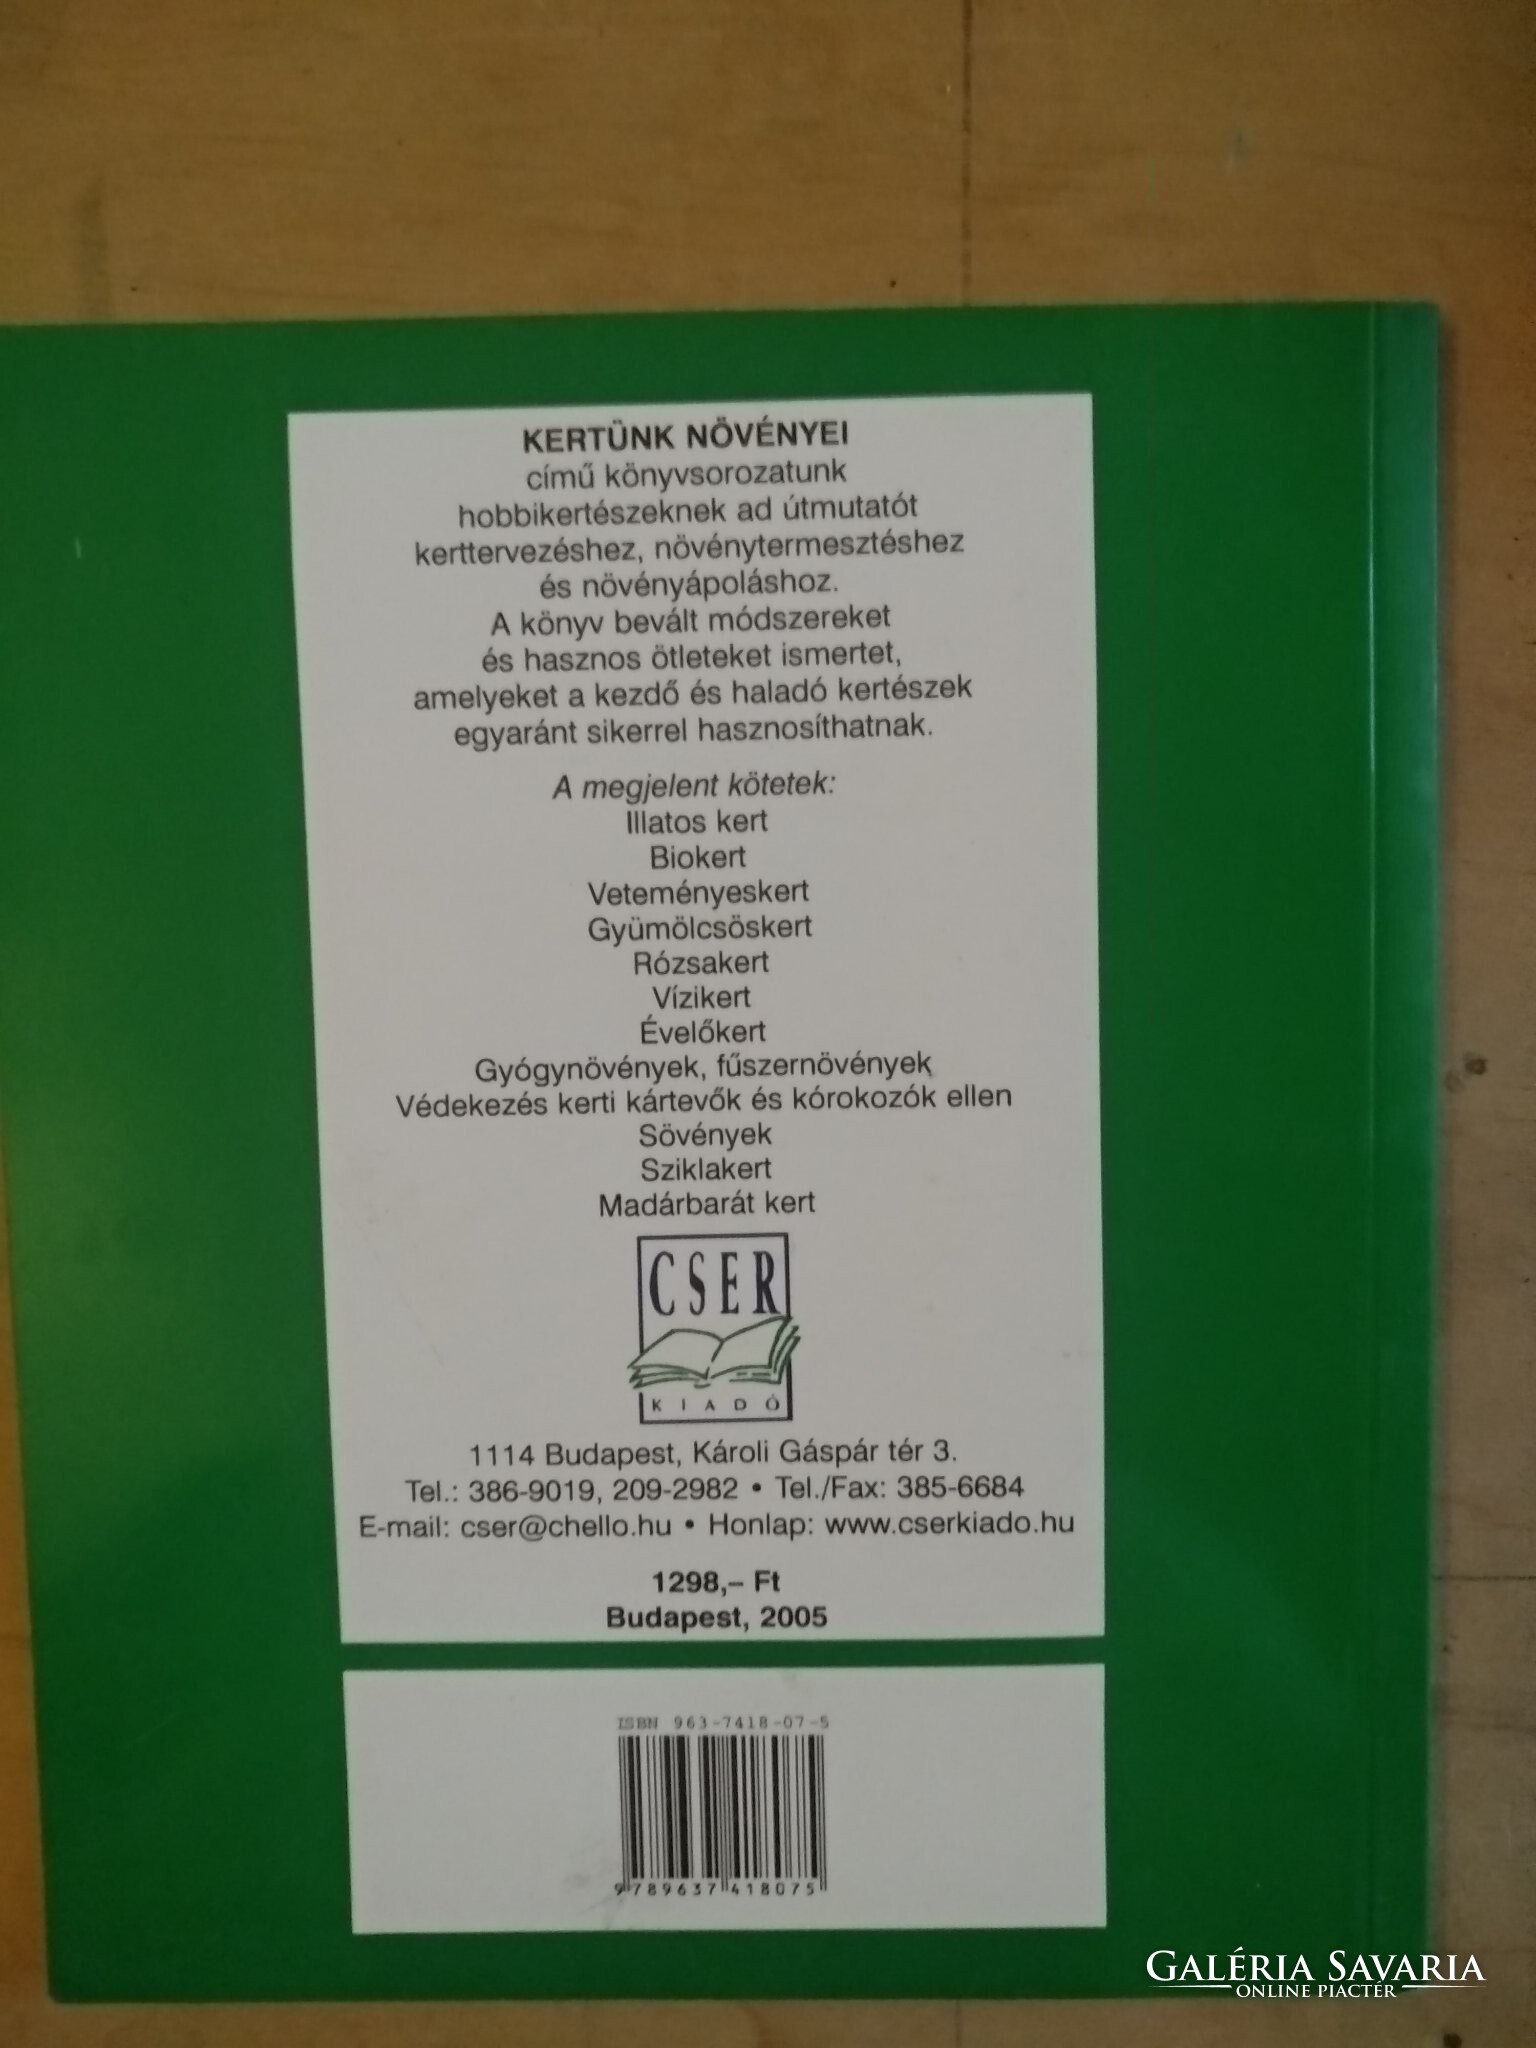 KERTÜNK NÖVÉNYEI
című könyvsorozatunk
hobbikertészeknek ad útmutatót
kerttervezéshez, növénytermesztéshez
és növényápoláshoz.
A könyv bevált módszereket
és hasznos ötleteket ismertet,
amelyeket a kezdő és haladó kertészek
egyaránt sikerrel hasznosíthatnak.
A megjelent kötetek:
Illatos kert
Biokert
Veteményeskert
Gyümölcsöskert
Rózsakert
Vízikert
Évelőkert
Gyógynövények, fűszernövények
Védekezés kerti kártevők és kórokozók ellen
Sövények
Sziklakert
Madárbarát kert
CSER
KIADÓ
1114 Budapest, Károli Gáspár tér 3.
Tel.: 386-9019, 209-2982 • Tel./Fax: 385-6684
E-mail: cser@chello.hu • Honlap: www.cserkiado.hu
1298,– Ft
Budapest, 2005
ISBN 963-7418-07-5
9789637418075
GALÉRIA SAVARIA
ONLINE PIACTÉR